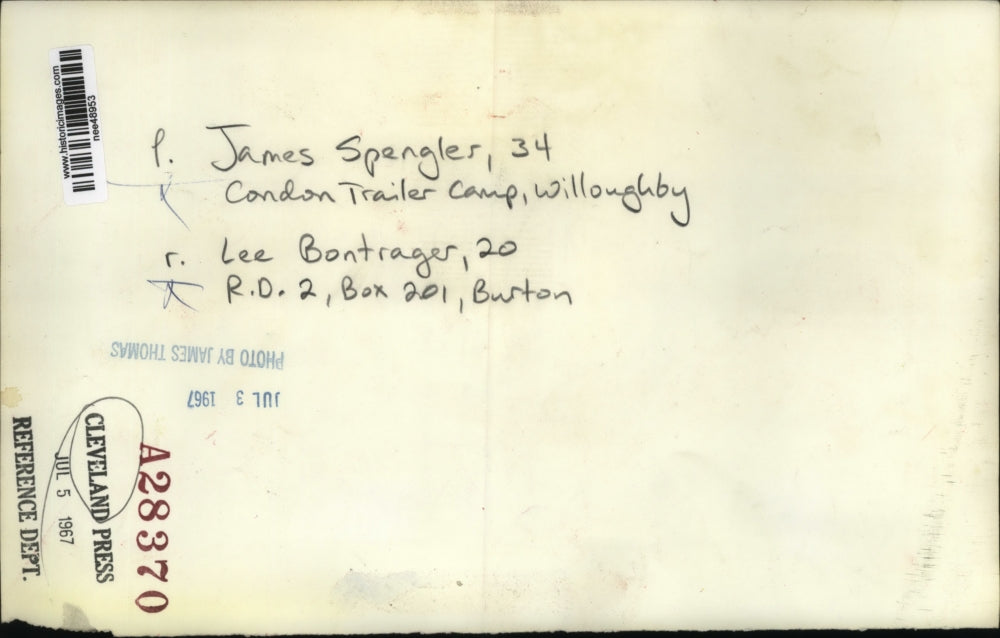 www.historicimages.com
nee48953
l. James Spengler, 34
Condon Trailer Camp, Willoughby
r. Lee Bontrager, 20
R.D. 2, Box 201, Burton
PHOTO BY JAMES THOMAS
JUL 3 1967
A28370
CLEVELAND PRESS
JUL 5 1967
REFERENCE DEPT.